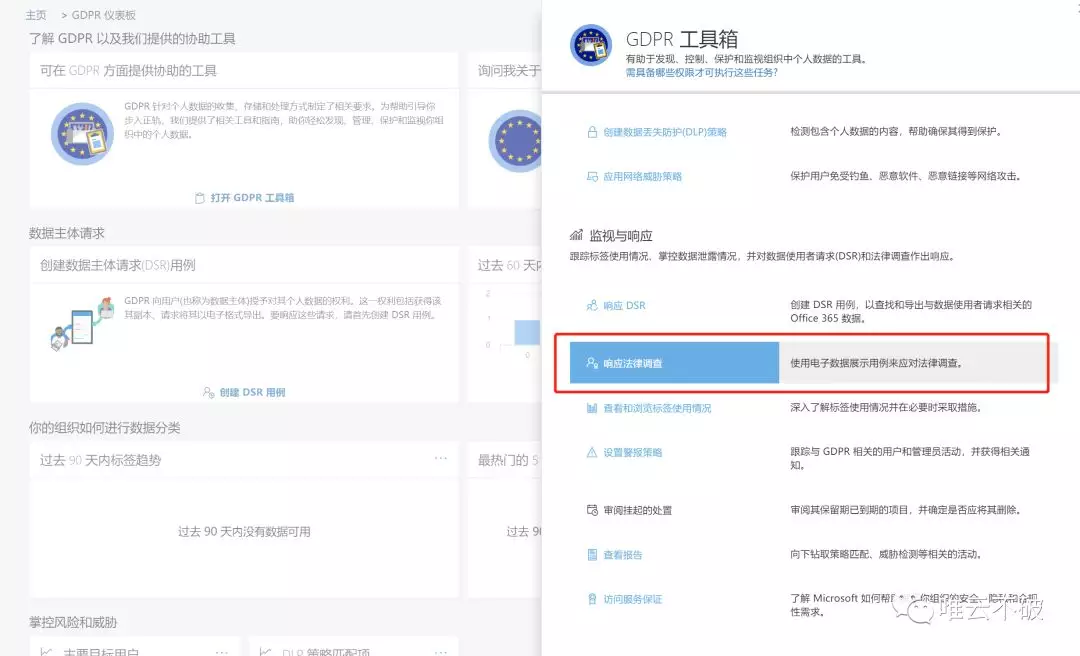 主页 > GDPR 仪表板
了解 GDPR 以及我们提供的协助工具
可在 GDPR 方面提供协助的工具
GDPR 针对个人数据的收集、存储和处理方式制定了相关要求。为帮助引导你
步入正轨，我们提供了相关工具和指南，助你轻松发现、管理、保护和监视你组
织中的个人数据。
打开 GDPR 工具箱
询问我关于
数据主体请求
创建数据主体请求(DSR)用例
GDPR 向用户(也称为数据主体)授予对其个人数据的权利。这一权利包括获得该
其副本、请求将其以电子格式导出。要响应这些请求，请首先创建 DSR 用例。
创建 DSR 用例
过去 60 天内
2
1
0
0
你的组织如何进行数据分类
过去 90 天内标签趋势
...
过去 90 天内没有数据可用
最热门的 5
过去 90
掌控风险和威胁
主要目标用户
...
DLP 策略匹配项
...
GDPR 工具箱
有助于发现、控制、保护和监视组织中个人数据的工具。
需具备哪些权限才可执行这些任务?
创建数据丢失防护(DLP)策略
检测包含个人数据的内容，帮助确保其得到保护。
应用网络威胁策略
保护用户免受钓鱼、恶意软件、恶意链接等网络攻击。
监视与响应
跟踪标签使用情况、掌控数据泄露情况，并对数据使用者请求(DSR)和法律调查作出响应。
响应 DSR
创建 DSR 用例，以查找和导出与数据使用者请求相关的
Office 365 数据。
响应法律调查
使用电子数据展示用例来应对法律调查。
查看和浏览标签使用情况
深入了解标签使用情况并在必要时采取措施。
设置警报策略
跟踪与 GDPR 相关的用户和管理员活动，并获得相关通
知。
审阅挂起的处置
审阅其保留期已到期的项目，并确定是否应将其删除。
查看报告
向下钻取策略匹配、威胁检测等相关的活动。
访问服务保证
了解 Microsoft 如何帮 你组织的安全、隐私和合规
性需求。
唯云不破